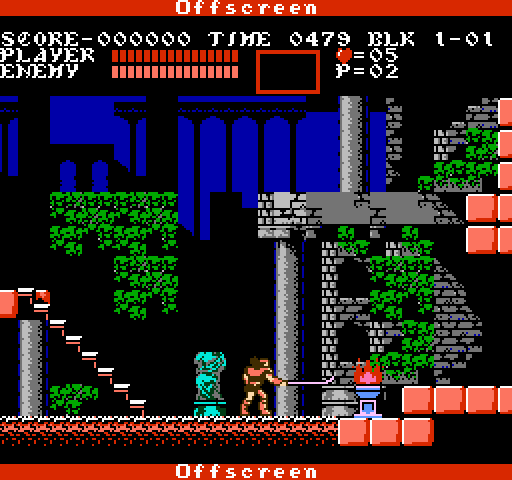 Offscreen
SCORE-000000 TIME 0479 BLK 1-01
PLAYER =05
ENEMY P=02
Offscreen